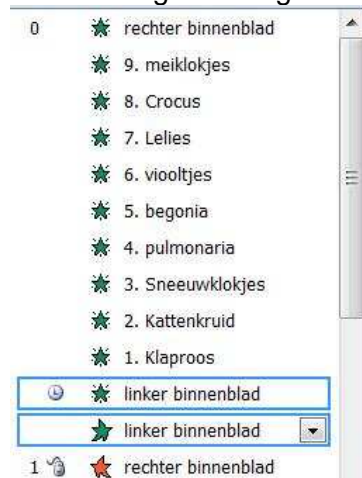 0 rechter binnenblad
9. meiklokjes
8. Crocus
7. Lelies
6. viooltjes
5. begonia
4. pulmonaria
3. Sneeuwklokjes
2. Kattenkruid
1. Klaproos
linker binnenblad
linker binnenblad
1 rechter binnenblad